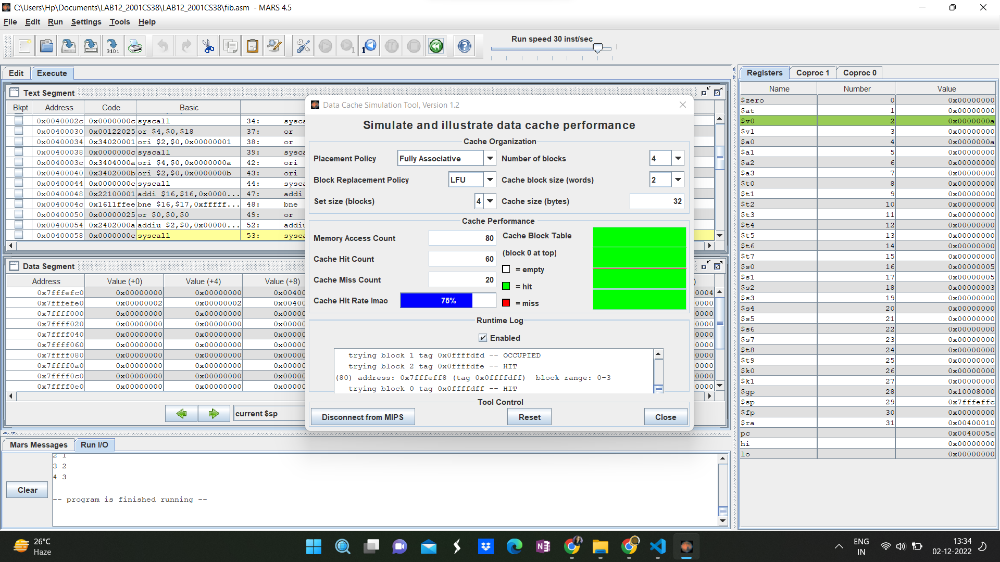 C:\Users\Hp\Documents\LAB12_2001CS38\LAB12_2001CS38\fib.asm - MARS 4.5
File Edit Run Settings Tools Help
Run speed 30 inst/sec
Edit Execute
Text Segment
Bkpt Address Code Basic
0x0040002c 0x0000000c syscall 34: sysca
0x00400030 0x00122025 or $4,$0,$18 37: or
0x00400034 0x34020001 ori $2,$0,0x00000001 38: ori
0x00400038 0x0000000c syscall 39: sysca
0x0040003c 0x3404000a ori $4,$0,0x0000000a 42: ori
0x00400040 0x3402000b ori $2,$0,0x0000000b 43: ori
0x00400044 0x0000000c syscall 44: sysca
0x00400048 0x22100001 addi $16,$16,0x0000... 47: addi
0x0040004c 0x1611ffee bne $16,$17,0xfffff... 48: bne
0x00400050 0x00000025 or $0,$0,$0 49: or
0x00400054 0x2402000a addiu $2,$0,0x00000... 52: addiu
0x00400058 0x0000000c syscall 53: sysca
Data Segment
Address Value (+0) Value (+4) Value (+8)
0x7fffefc0 0x00000000 0x00000000 0x00400 0004
0x7fffefe0 0x00000002 0x00000002 0x00400 0000
0x7ffff000 0x00000000 0x00000000 0x00000 0000
0x7ffff020 0x00000000 0x00000000 0x00000 0000
0x7ffff040 0x00000000 0x00000000 0x00000 0000
0x7ffff060 0x00000000 0x00000000 0x00000 0000
0x7ffff080 0x00000000 0x00000000 0x00000 0000
0x7ffff0a0 0x00000000 0x00000000 0x00000 0000
0x7ffff0c0 0x00000000 0x00000000 0x00000 0000
0x7ffff0e0 0x00000000 0x00000000 0x00000 0000
current $sp
Data Cache Simulation Tool, Version 1.2
Simulate and illustrate data cache performance
Cache Organization
Placement Policy Fully Associative Number of blocks 4
Block Replacement Policy LFU Cache block size (words) 2
Set size (blocks) 4 Cache size (bytes) 32
Cache Performance
Memory Access Count 80 Cache Block Table
(block 0 at top)
Cache Hit Count 60
= empty
Cache Miss Count 20
= hit
Cache Hit Rate lmao 75%
= miss
Runtime Log
Enabled
trying block 1 tag 0x0ffffdfd -- OCCUPIED
trying block 2 tag 0x0ffffdfe -- HIT
(80) address: 0x7fffeff8 (tag 0x0ffffdff) block range: 0-3
trying block 0 tag 0x0ffffdff -- HIT
Tool Control
Disconnect from MIPS Reset Close
Mars Messages Run I/O
2 1
3 2
4 3
-- program is finished running --
Clear
Registers Coproc 1 Coproc 0
Name Number Value
$zero 0 0x00000000
$at 1 0x00000000
$v0 2 0x0000000a
$v1 3 0x00000000
$a0 4 0x0000000a
$a1 5 0x00000000
$a2 6 0x00000000
$a3 7 0x00000000
$t0 8 0x00000000
$t1 9 0x00000000
$t2 10 0x00000000
$t3 11 0x00000000
$t4 12 0x00000000
$t5 13 0x00000000
$t6 14 0x00000000
$t7 15 0x00000000
$s0 16 0x00000005
$s1 17 0x00000005
$s2 18 0x00000003
$s3 19 0x00000000
$s4 20 0x00000000
$s5 21 0x00000000
$s6 22 0x00000000
$s7 23 0x00000000
$t8 24 0x00000000
$t9 25 0x00000000
$k0 26 0x00000000
$k1 27 0x00000000
$gp 28 0x10008000
$sp 29 0x7fffeffc
$fp 30 0x00000000
$ra 31 0x00400010
pc 0x0040005c
hi 0x00000000
lo 0x00000000
26°C
Haze
ENG
IN
13:34
02-12-2022